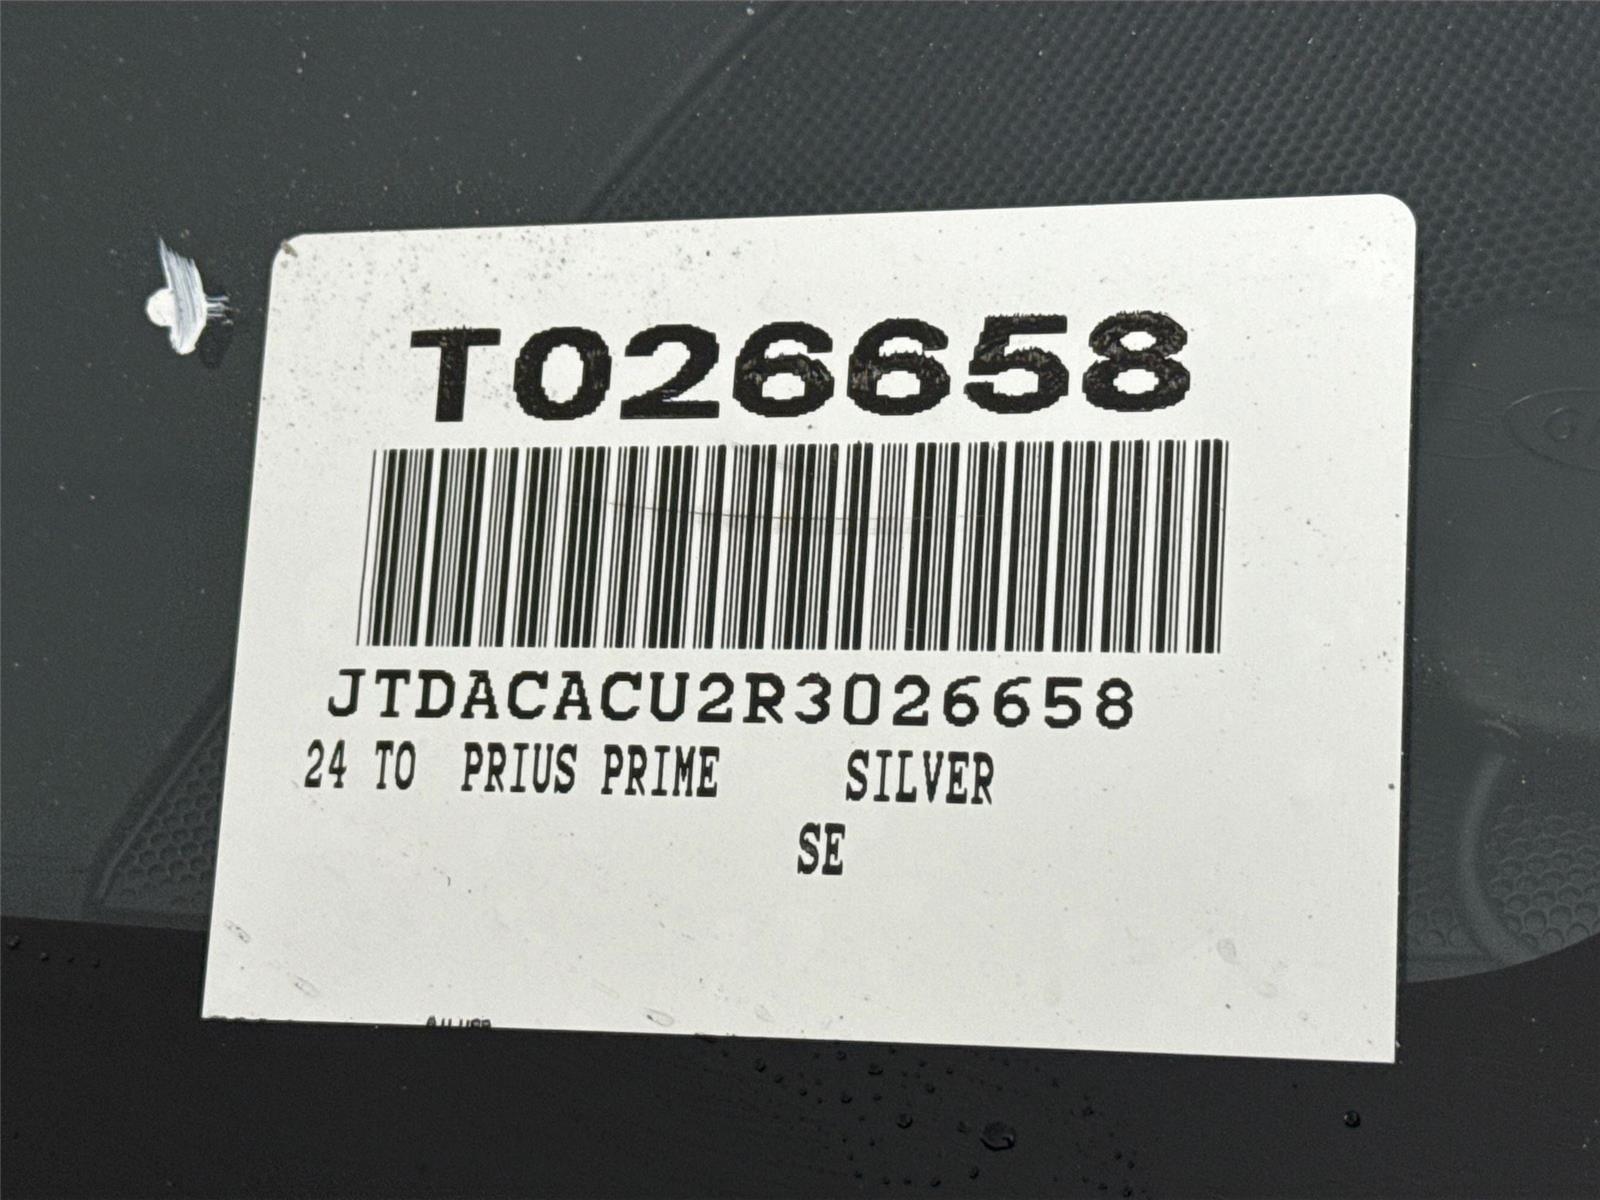 T026658
JTDACACU2R3026658
24 TO PRIUS PRIME SILVER
SE